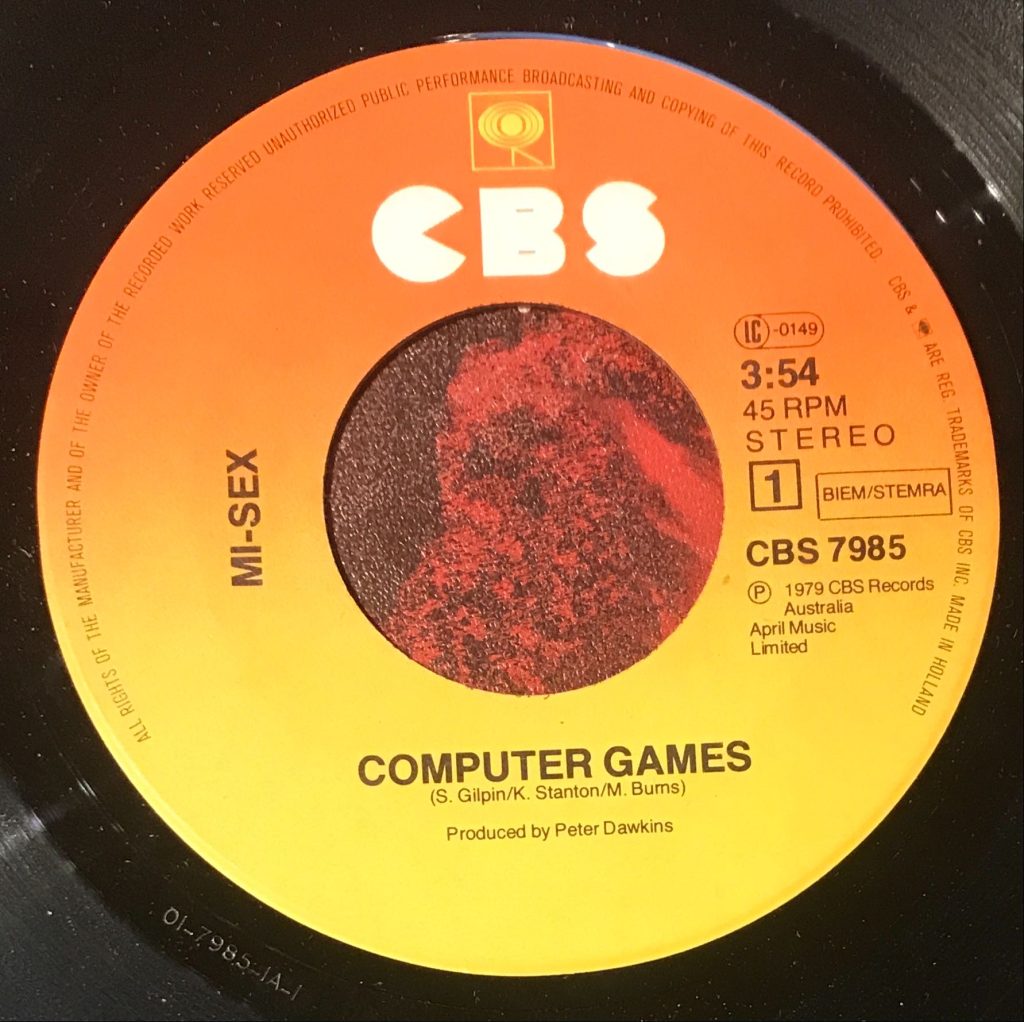 ALL RIGHTS OF THE MANUFACTURER AND OF THE OWNER OF THE RECORDED WORK RESERVED UNAUTHORIZED PUBLIC PERFORMANCE BROADCASTING AND COPYING OF THIS RECORD PROHIBITED. CBS & ARE REG. TRADEMARKS OF CBS INC. MADE IN HOLLAND
CBS
IC -0149
3:54
45 RPM
STEREO
1 BIEM/STEMRA
CBS 7985
Ⓟ 1979 CBS Records
Australia
April Music
Limited
MI-SEX
COMPUTER GAMES
(S. Gilpin/K. Stanton/M. Burns)
Produced by Peter Dawkins
01-7985-1A-1